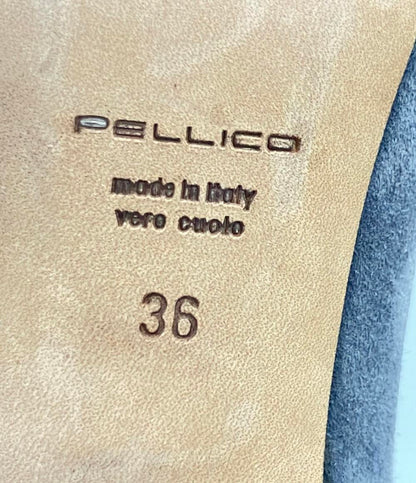 PELLICO
made in Italy
vero cuoio
36